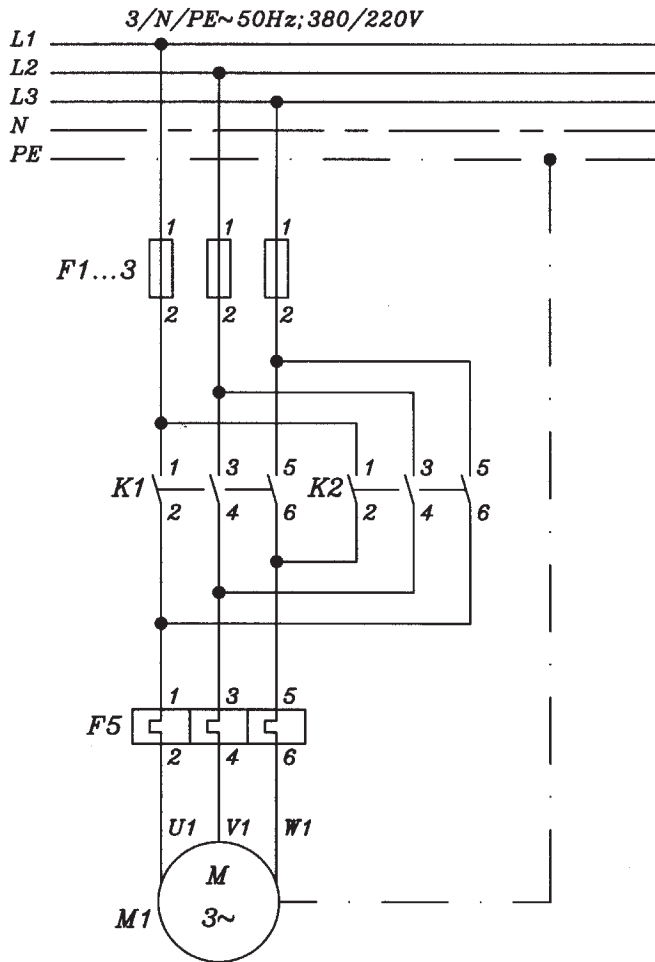 3/N/PE~50Hz; 380/220V
L1
L2
L3
N
PE
1 1 1
F1...3
2 2 2
1 3 5 1 3 5
K1 K2
2 4 6 2 4 6
1 3 5
F5
2 4 6
U1 V1 W1
M
M1 3~